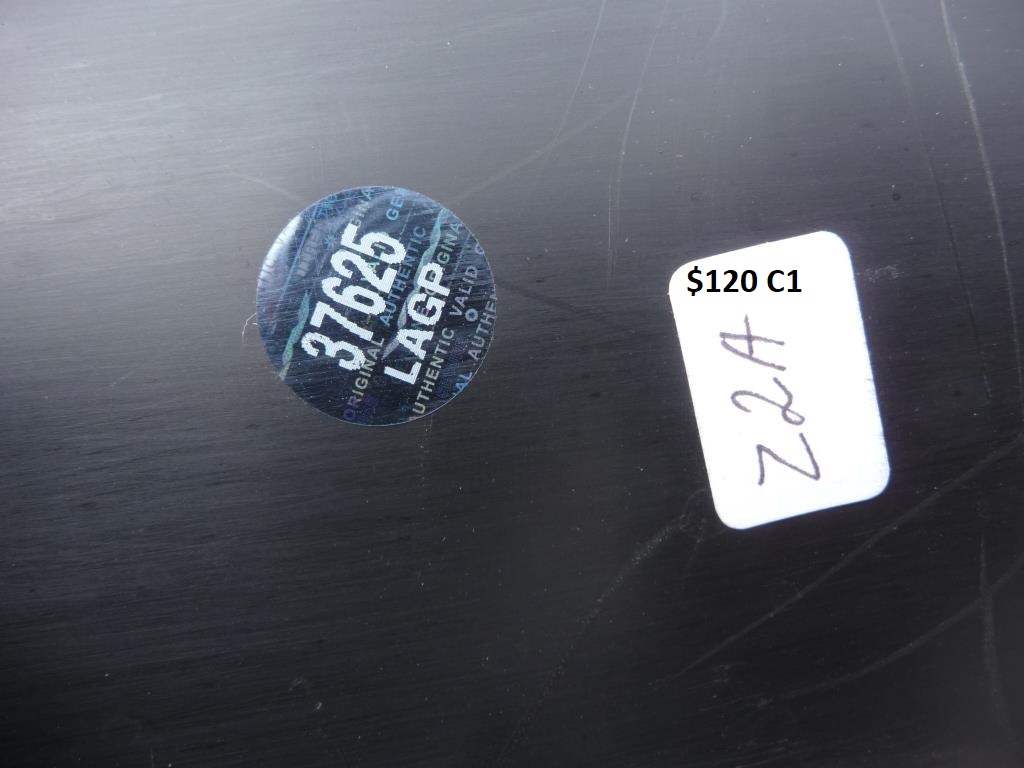 37625
LAGP
ORIGINAL
AUTHENTIC
AUTHENTIC
VALID
$120 C1
Z2A